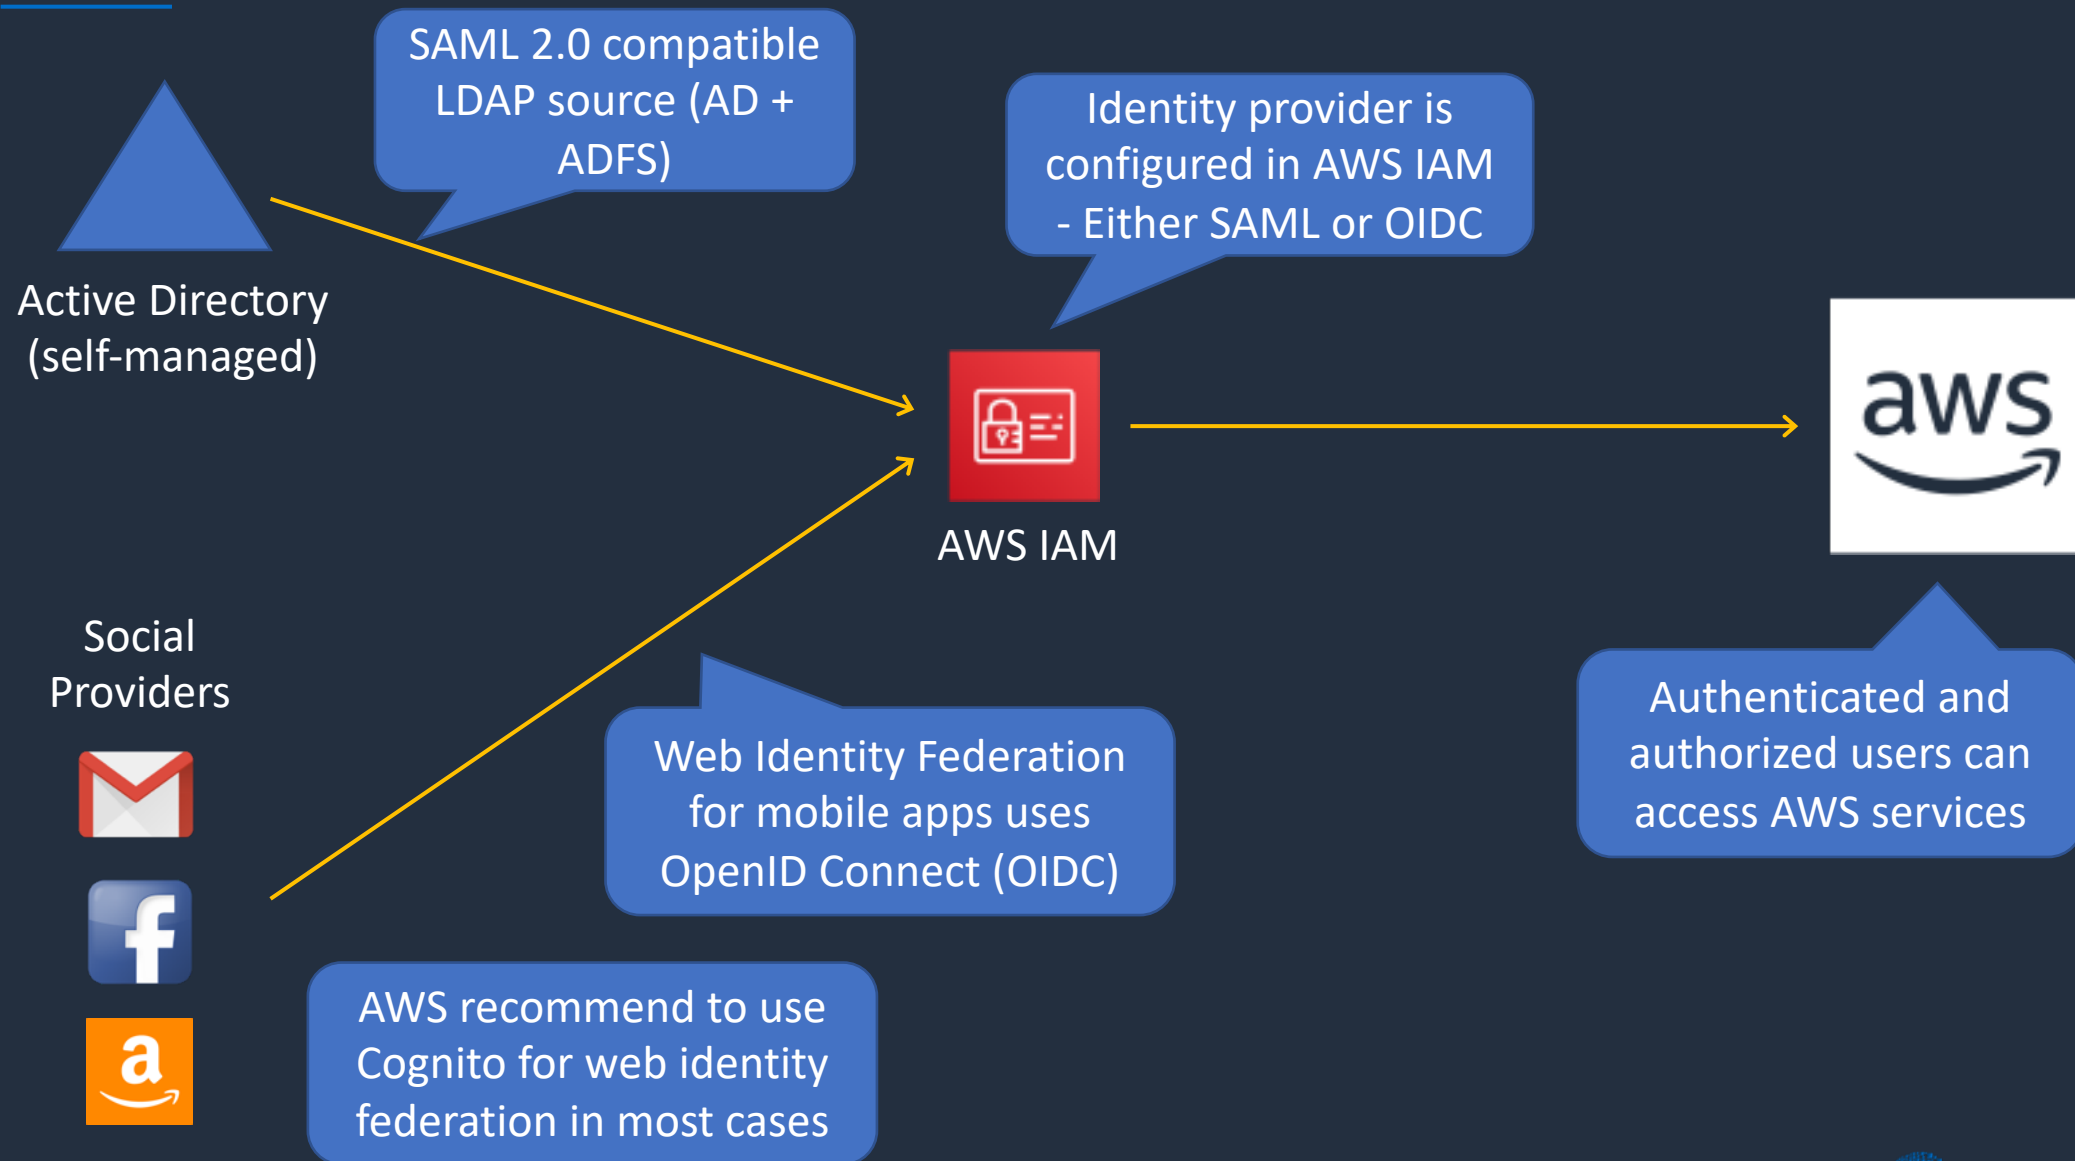 SAML 2.0 compatible
LDAP source (AD +
ADFS)
Identity provider is
configured in AWS IAM
- Either SAML or OIDC
Active Directory
(self-managed)
aws
AWS IAM
Social
Providers
Web Identity Federation
for mobile apps uses
OpenID Connect (OIDC)
Authenticated and
authorized users can
access AWS services
f
a
AWS recommend to use
Cognito for web identity
federation in most cases